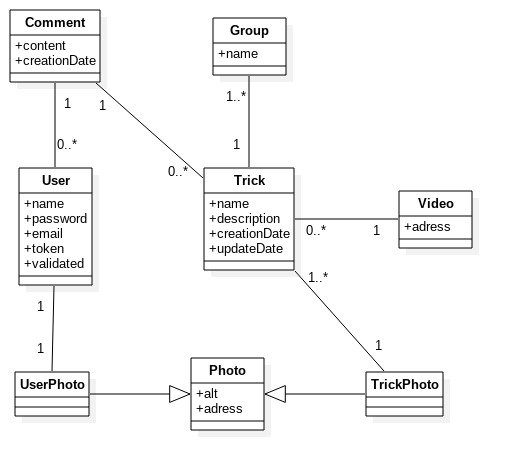 Comment
+content
+creationDate
Group
+name
1
1
1..*
0..*
1
0..*
User
+name
+password
+email
+token
+validated
Trick
+name
+description
+creationDate
+updateDate
Video
+adress
0..*
1
1
1..*
1
1
UserPhoto
Photo
+alt
+adress
TrickPhoto